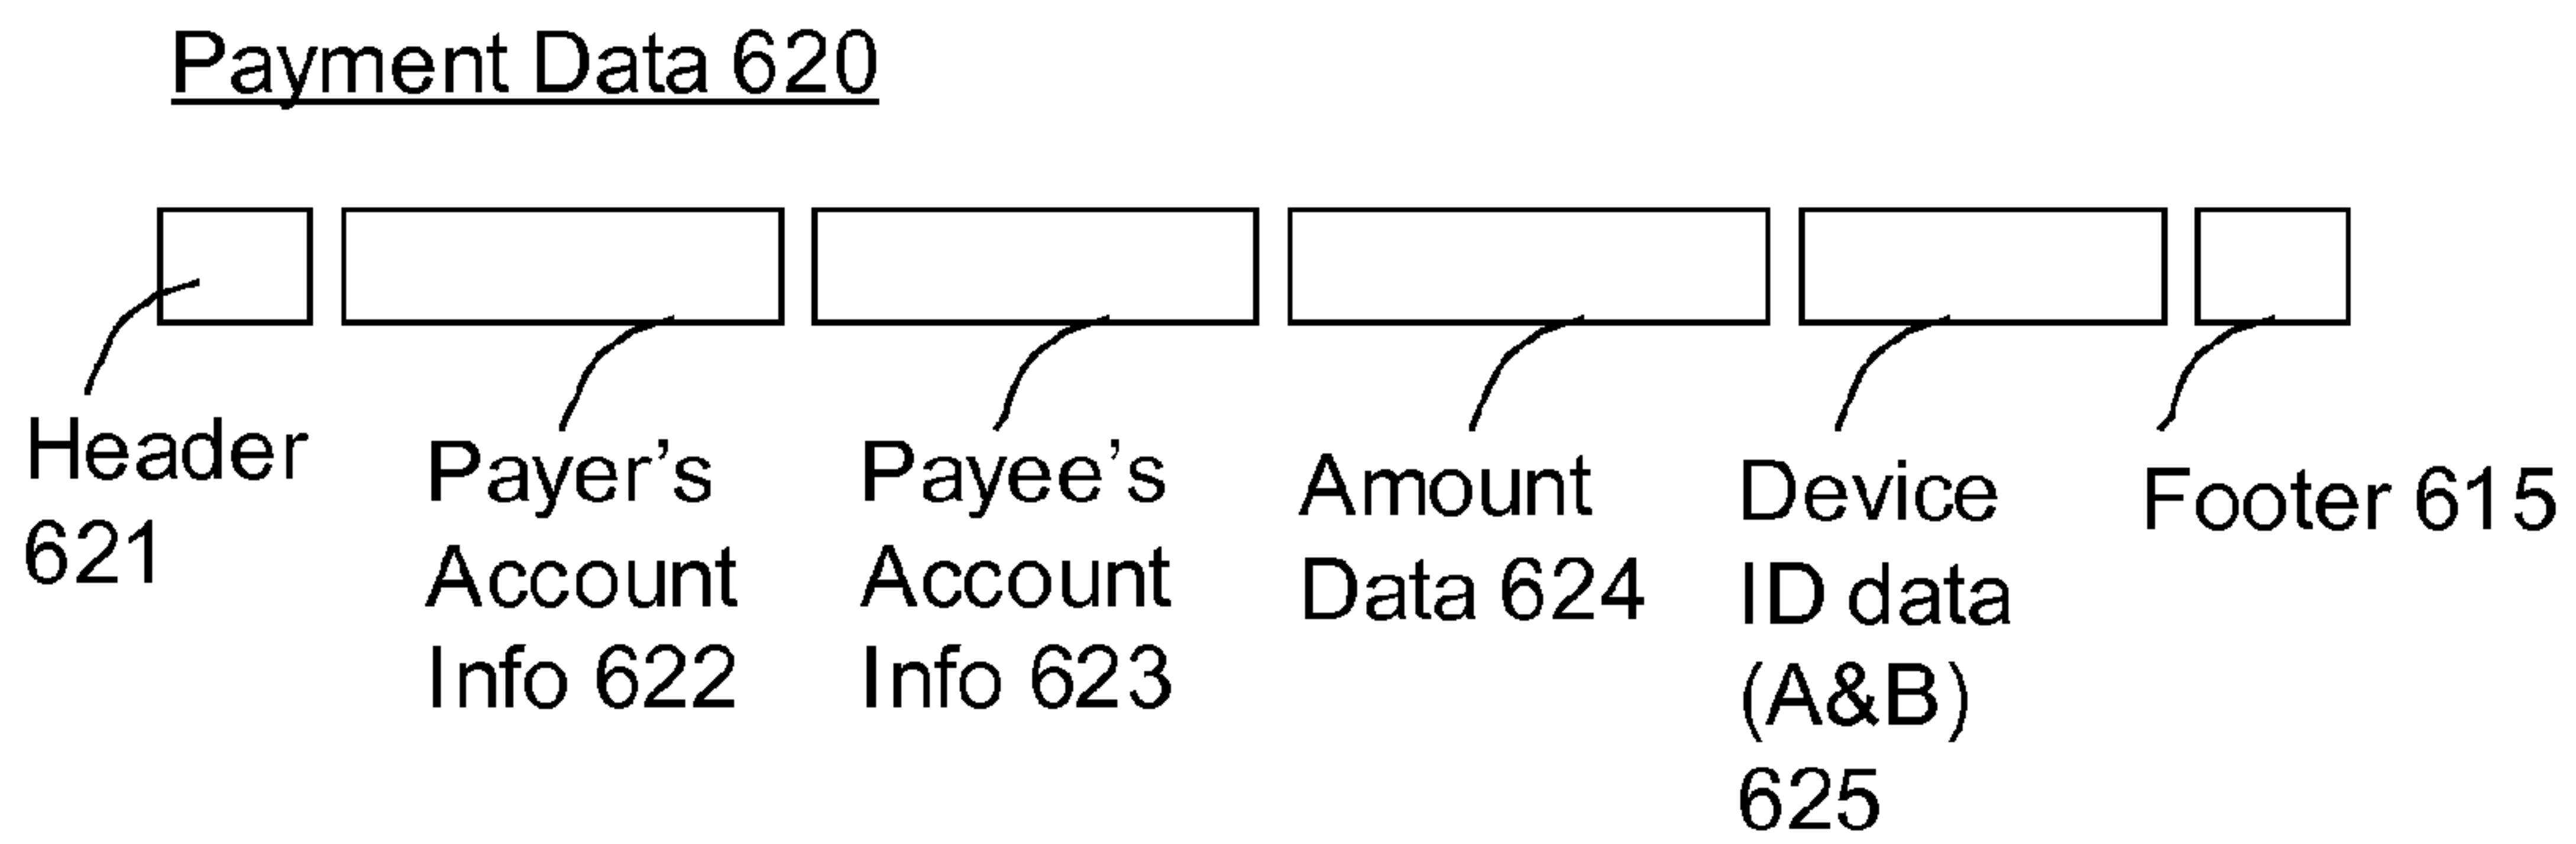 Payment Data 620
Header
621
Payer’s
Account
Info 622
Payee’s
Account
Info 623
Amount
Data 624
Device
ID data
(A&B)
625
Footer 615